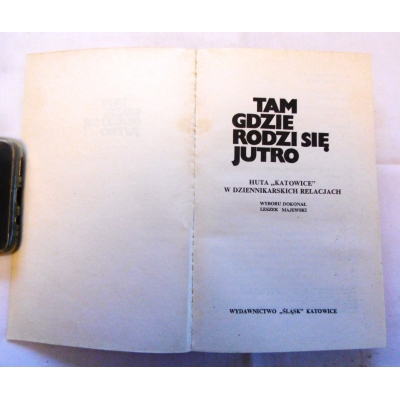 TAM
GDZIE
RODZI SIĘ
JUTRO
HUTA „KATOWICE”
W DZIENNIKARSKICH RELACJACH
WYBORU DOKONAŁ
LESZEK MAJEWSKI
WYDAWNICTWO „ŚLĄSK” KATOWICE